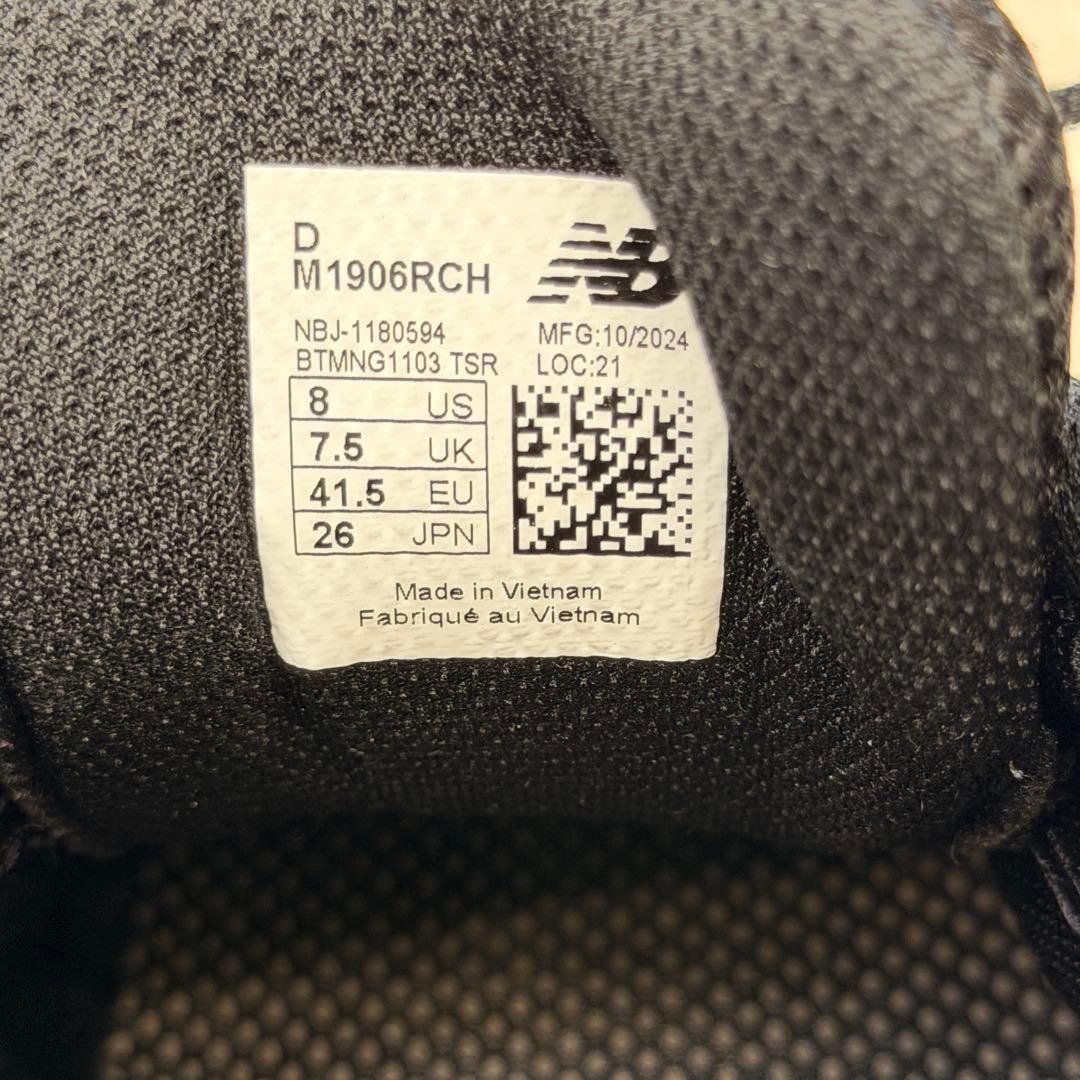 D
M1906RCH
NB
NBJ-1180594
MFG:10/2024
BTMNG1103 TSR
LOC:21
8 US
7.5 UK
41.5 EU
26 JPN
Made in Vietnam
Fabriqué au Vietnam